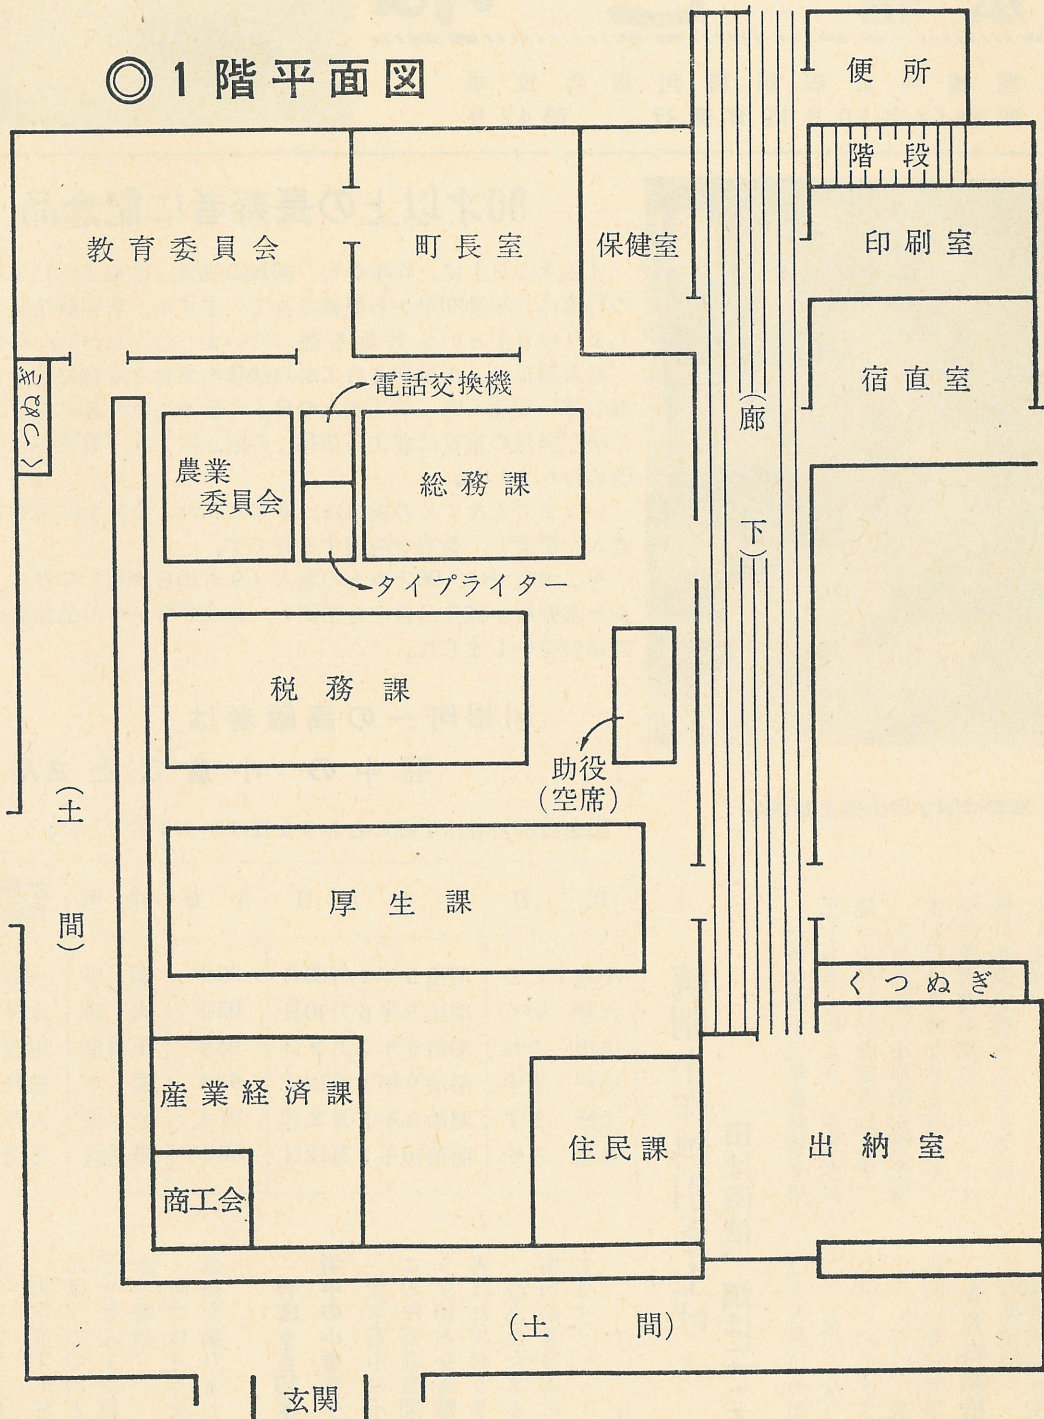 ◎1階平面図
便所
階段
教育委員会
町長室
保健室
印刷室
宿直室
くつぬぎ
電話交換機
農業
委員会
総務課
(廊下)
タイプライター
税務課
助役
(空席)
(土間)
厚生課
くつぬぎ
産業経済課
商工会
住民課
出納室
(土間)
玄関